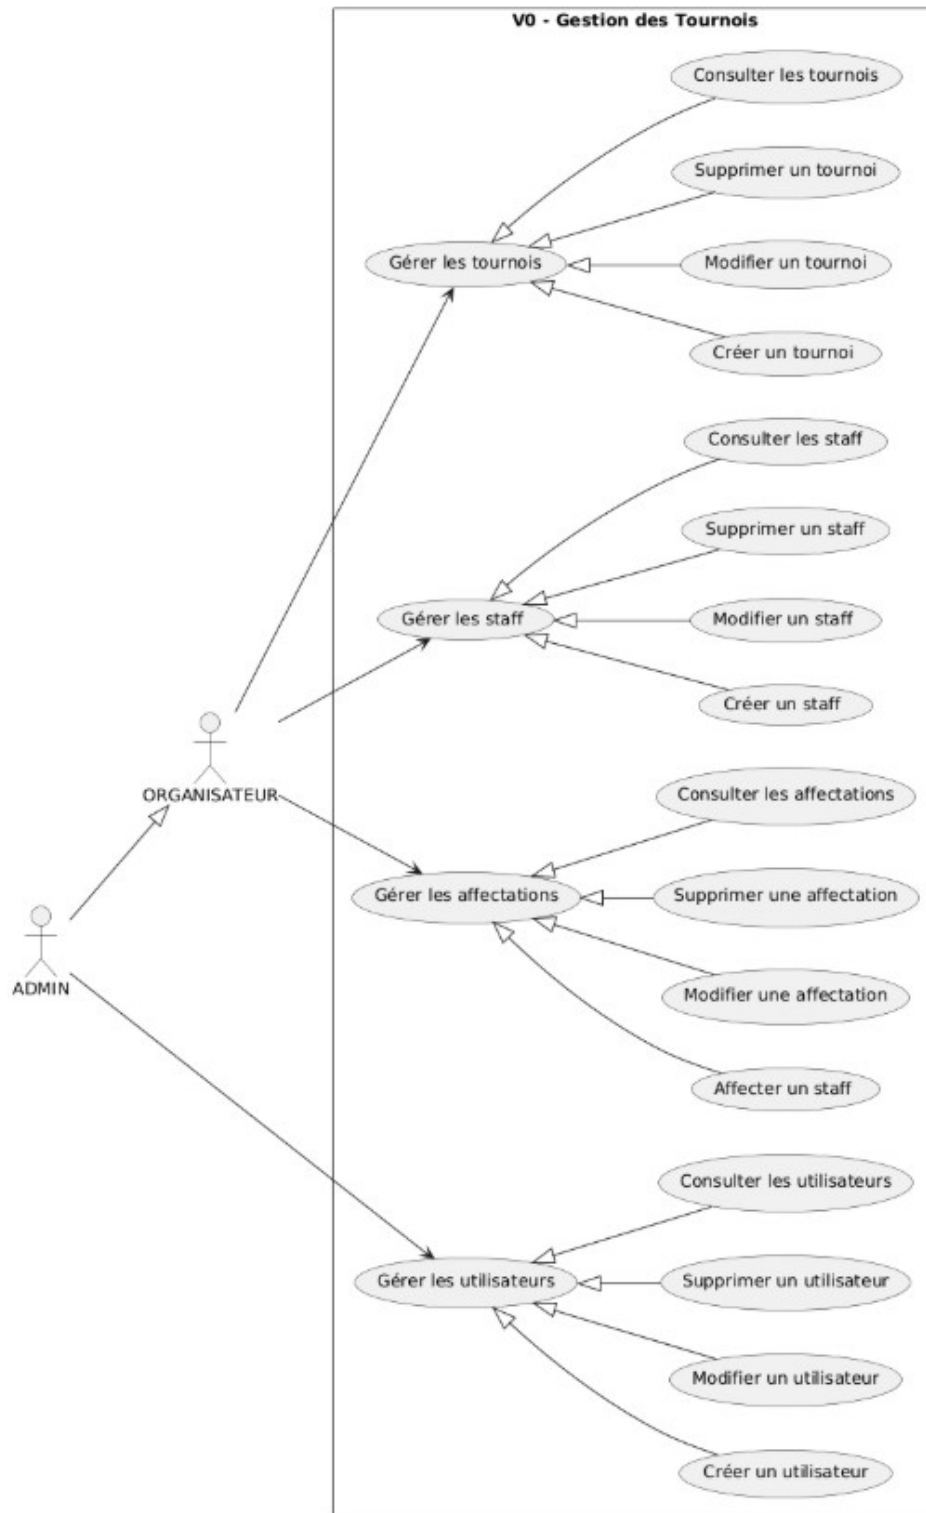 V0 - Gestion des Tournois
Consulter les tournois
Supprimer un tournoi
Gérer les tournois
Modifier un tournoi
Créer un tournoi
Consulter les staff
Supprimer un staff
Gérer les staff
Modifier un staff
Créer un staff
ORGANISATEUR
Consulter les affectations
Gérer les affectations
Supprimer une affectation
ADMIN
Modifier une affectation
Affecter un staff
Consulter les utilisateurs
Gérer les utilisateurs
Supprimer un utilisateur
Modifier un utilisateur
Créer un utilisateur